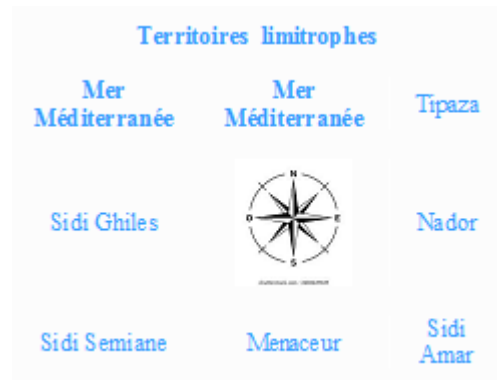 Territoires limitrophes
Mer Méditerranée
Mer Méditerranée
Tipaza
Sidi Ghiles
N
O
E
S
Nador
Sidi Semiane
Menaceur
Sidi Amar